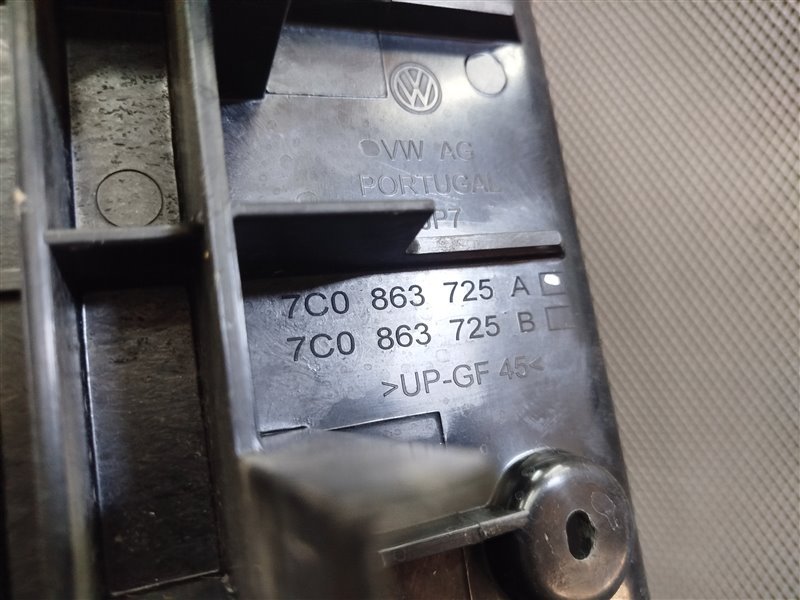 VW AG
PORTUGAL
7C0 863 725 A
7C0 863 725 B
>UP-GF 45<